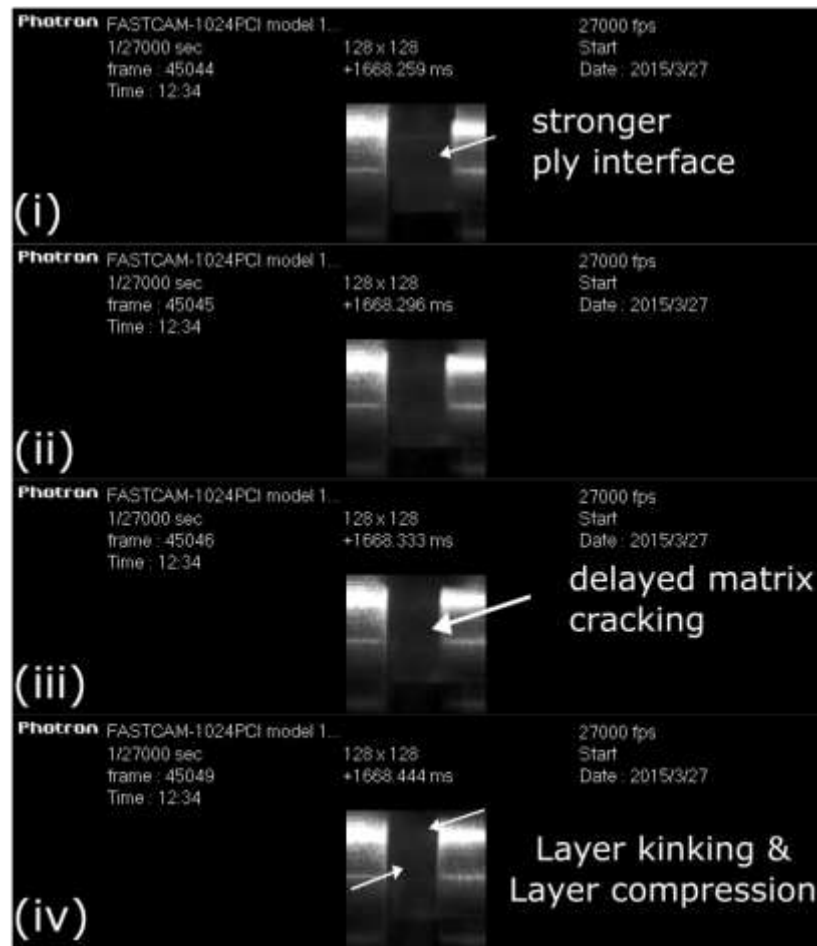 Photron FASTCAM-1024PCI model 1... 27000 fps
1/27000 sec 128 x 128 Start
frame : 45044 +1668.259 ms Date : 2015/3/27
Time : 12:34
stronger
ply interface
(i)
Photron FASTCAM-1024PCI model 1... 27000 fps
1/27000 sec 128 x 128 Start
frame : 45045 +1668.296 ms Date : 2015/3/27
Time : 12:34
(ii)
Photron FASTCAM-1024PCI model 1... 27000 fps
1/27000 sec 128 x 128 Start
frame : 45046 +1668.333 ms Date : 2015/3/27
Time : 12:34
delayed matrix
cracking
(iii)
Photron FASTCAM-1024PCI model 1... 27000 fps
1/27000 sec 128 x 128 Start
frame : 45049 +1668.444 ms Date : 2015/3/27
Time : 12:34
Layer kinking &
Layer compression
(iv)